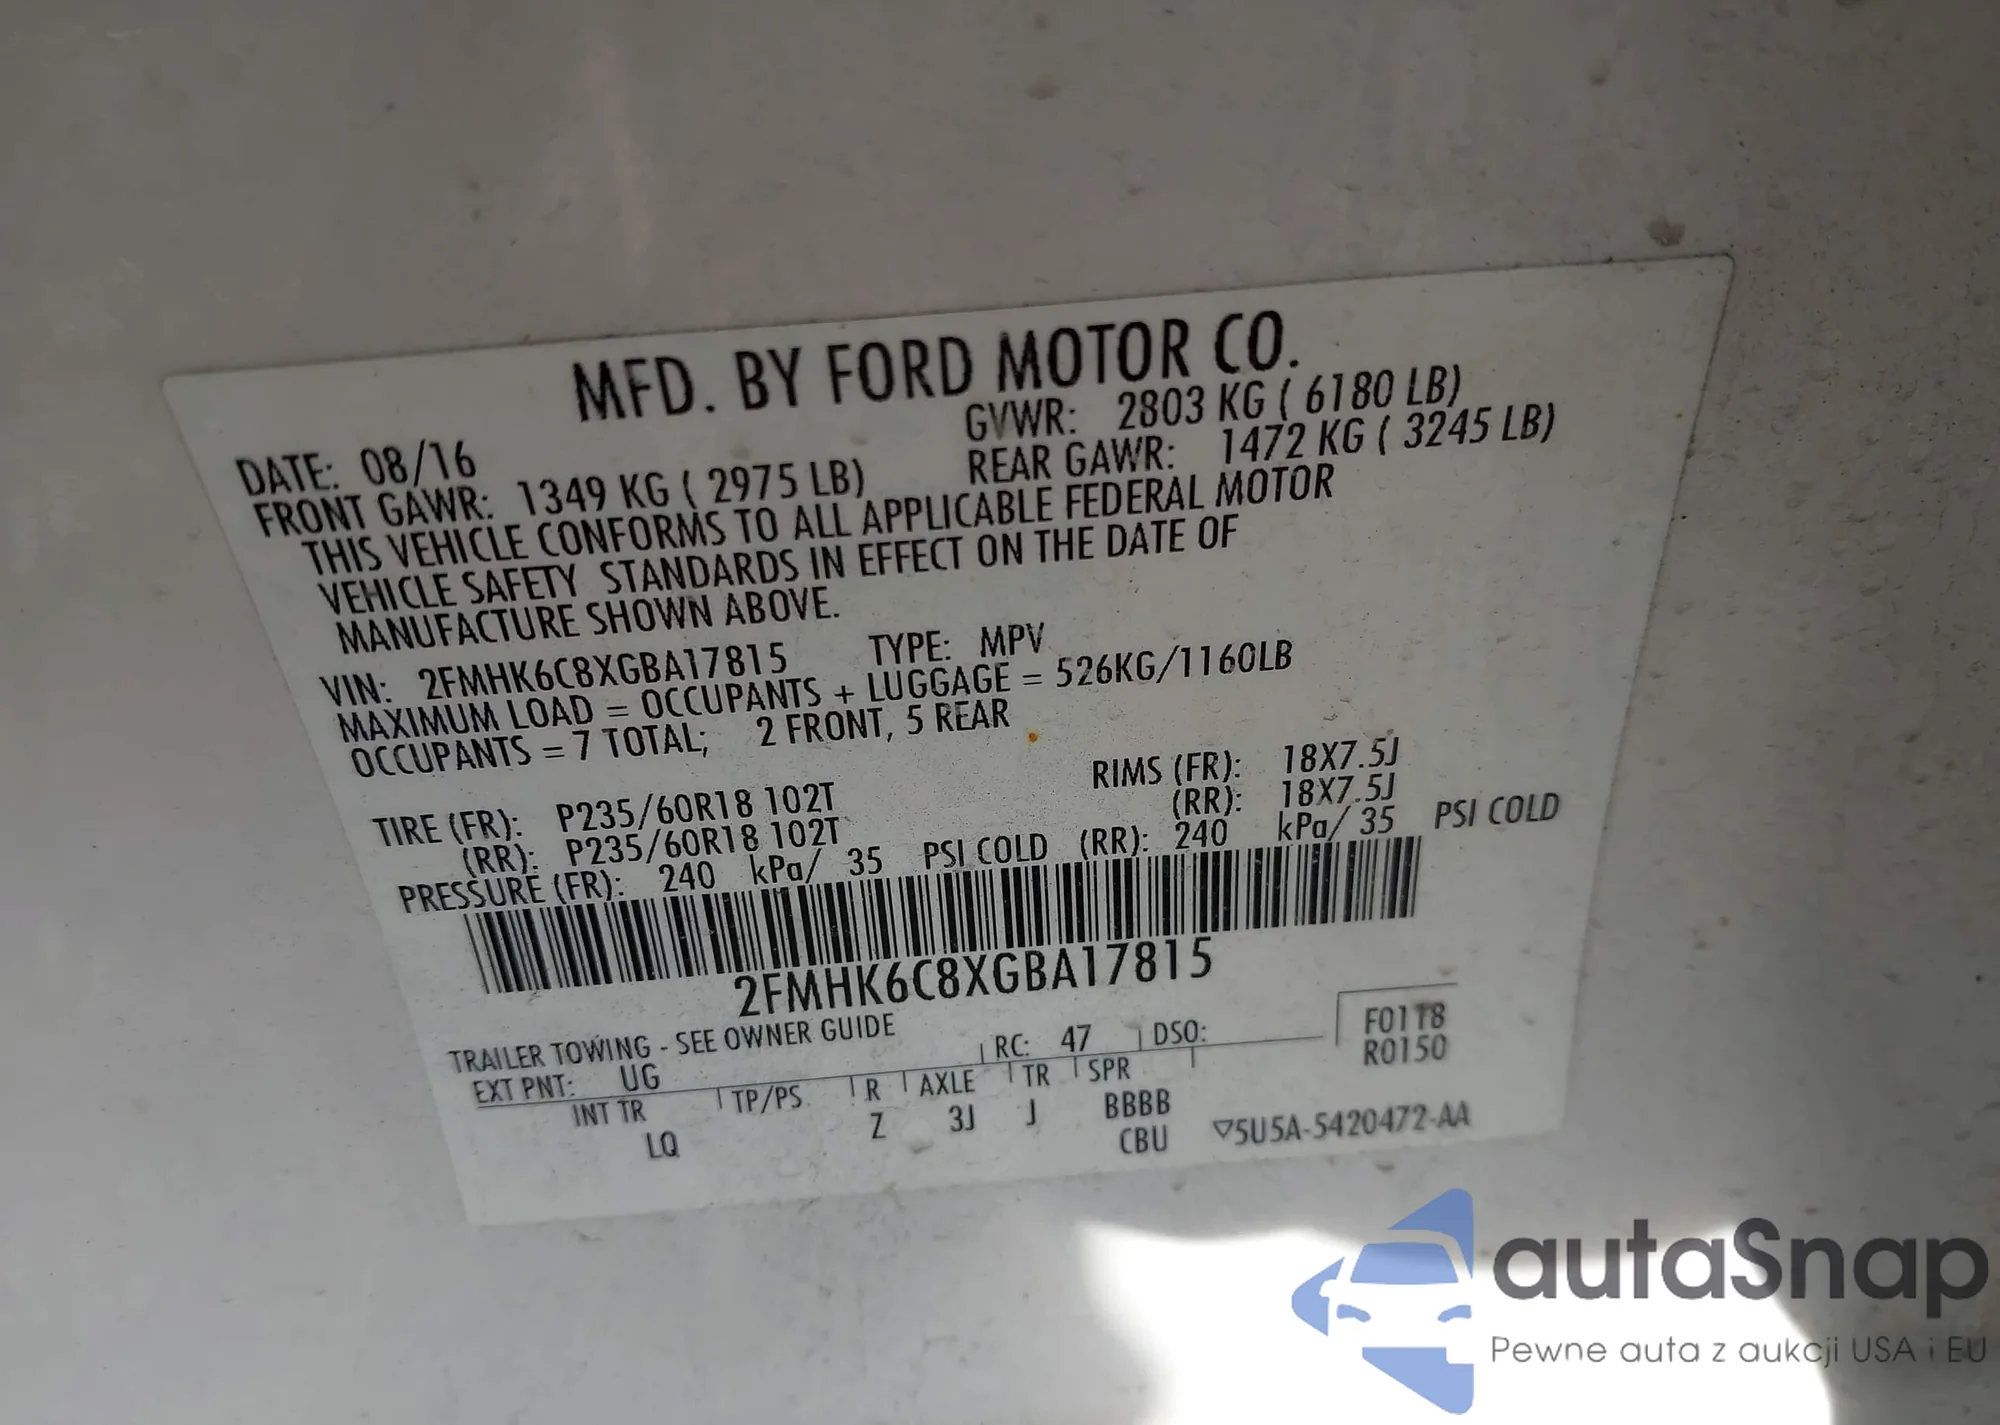 MFD. BY FORD MOTOR CO.
DATE: 08/16 GVWR: 2803 KG ( 6180 LB)
FRONT GAWR: 1349 KG ( 2975 LB) REAR GAWR: 1472 KG ( 3245 LB)
THIS VEHICLE CONFORMS TO ALL APPLICABLE FEDERAL MOTOR
VEHICLE SAFETY STANDARDS IN EFFECT ON THE DATE OF
MANUFACTURE SHOWN ABOVE.
VIN: 2FMHK6C8XGBA17815 TYPE: MPV
MAXIMUM LOAD = OCCUPANTS + LUGGAGE = 526KG/1160LB
OCCUPANTS = 7 TOTAL; 2 FRONT, 5 REAR
TIRE (FR): P235/60R18 102T RIMS (FR): 18X7.5J
(RR): P235/60R18 102T (RR): 18X7.5J
PRESSURE (FR): 240 kPa/ 35 PSI COLD (RR): 240 kPa/ 35 PSI COLD
2FMHK6C8XGBA17815
TRAILER TOWING - SEE OWNER GUIDE
EXT PNT: UG RC: 47 DSO: F0118
R0150
INT TR TP/PS R AXLE TR SPR
LQ Z 3J J BBBB
CBU ▽5U5A-5420472-AA
autaSnap
Pewne auta z aukcji USA i EU